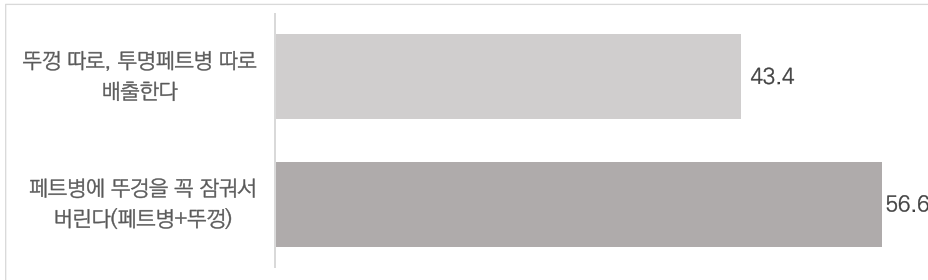 뚜껑 따로, 투명페트병 따로
배출한다
43.4
페트병에 뚜겅을 꼭 잠궈서
버린다(페트병+뚜껑)
56.6